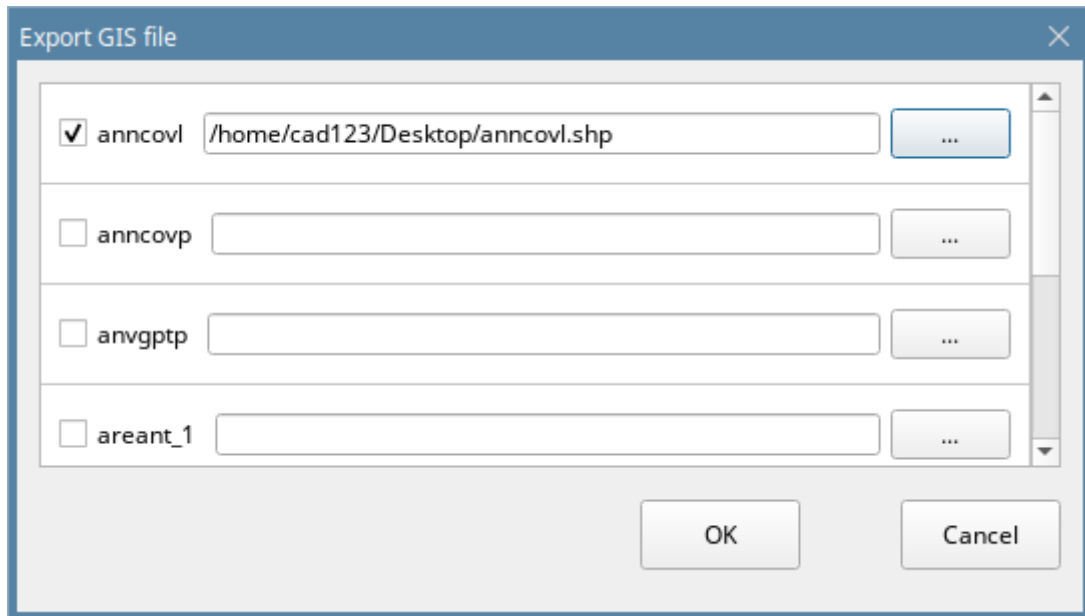 Export GIS file
anncovl /home/cad123/Desktop/anncovl.shp ...
anncovp ...
anvgptp ...
areant_1 ...
OK Cancel